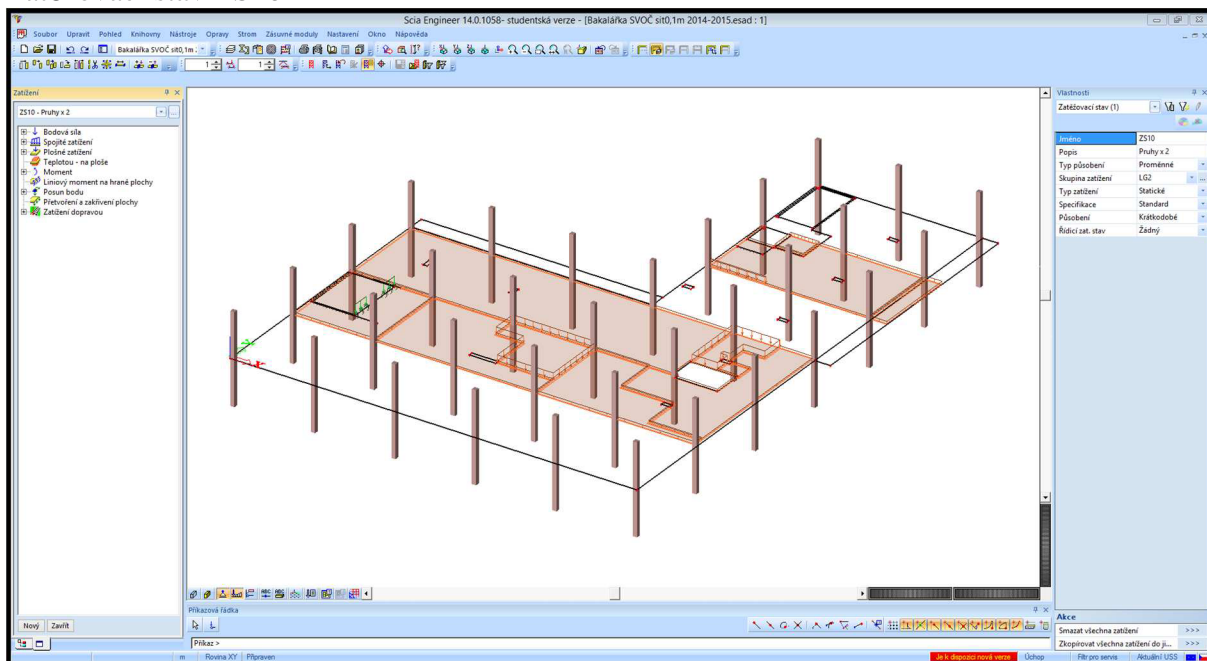 Scia Engineer 14.0.1058- studentská verze - [Bakalářka SVOČ sit0,1m 2014-2015.esad : 1]
Soubor Upravit Pohled Knihovny Nástroje Opravy Strom Zásuvné moduly Nastavení Okno Nápověda
Bakalářka SVOČ sit0,1m
1 1
Zatížení
ZS10 - Pruhy x 2
Bodová síla
Spojité zatížení
Plošné zatížení
Teplotou - na ploše
Moment
Liniový moment na hraně plochy
Posun bodu
Přetvoření a zakřivení plochy
Zatížení dopravou
Nový Zavřít
Vlastnosti
Zatěžovací stav (1)
Jméno ZS10
Popis Pruhy x 2
Typ působení Proměnné
Skupina zatížení LG2
Typ zatížení Statické
Specifikace Standard
Působení Krátkodobé
Řídicí zat. stav Žádný
Akce
Smazat všechna zatížení >>>
Zkopírovat všechna zatížení do ji... >>>
Příkazová řádka
Příkaz >
m Rovina XY Připraven Je k dispozici nová verze Úchop Filtr pro servis Aktuální USS